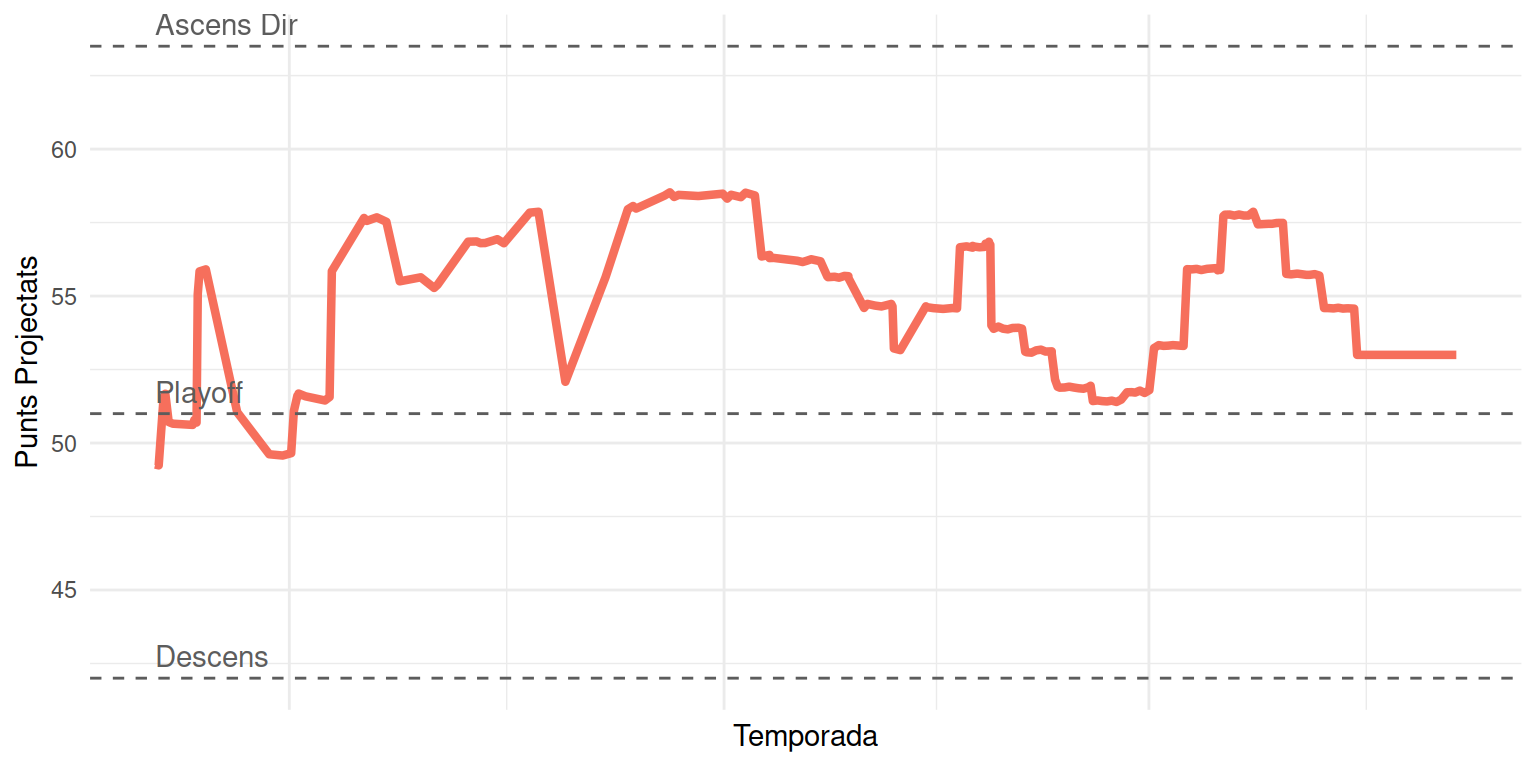 Ascens Dir
60
55
Playoff
50
45
Descens
Punts Projectats
Temporada